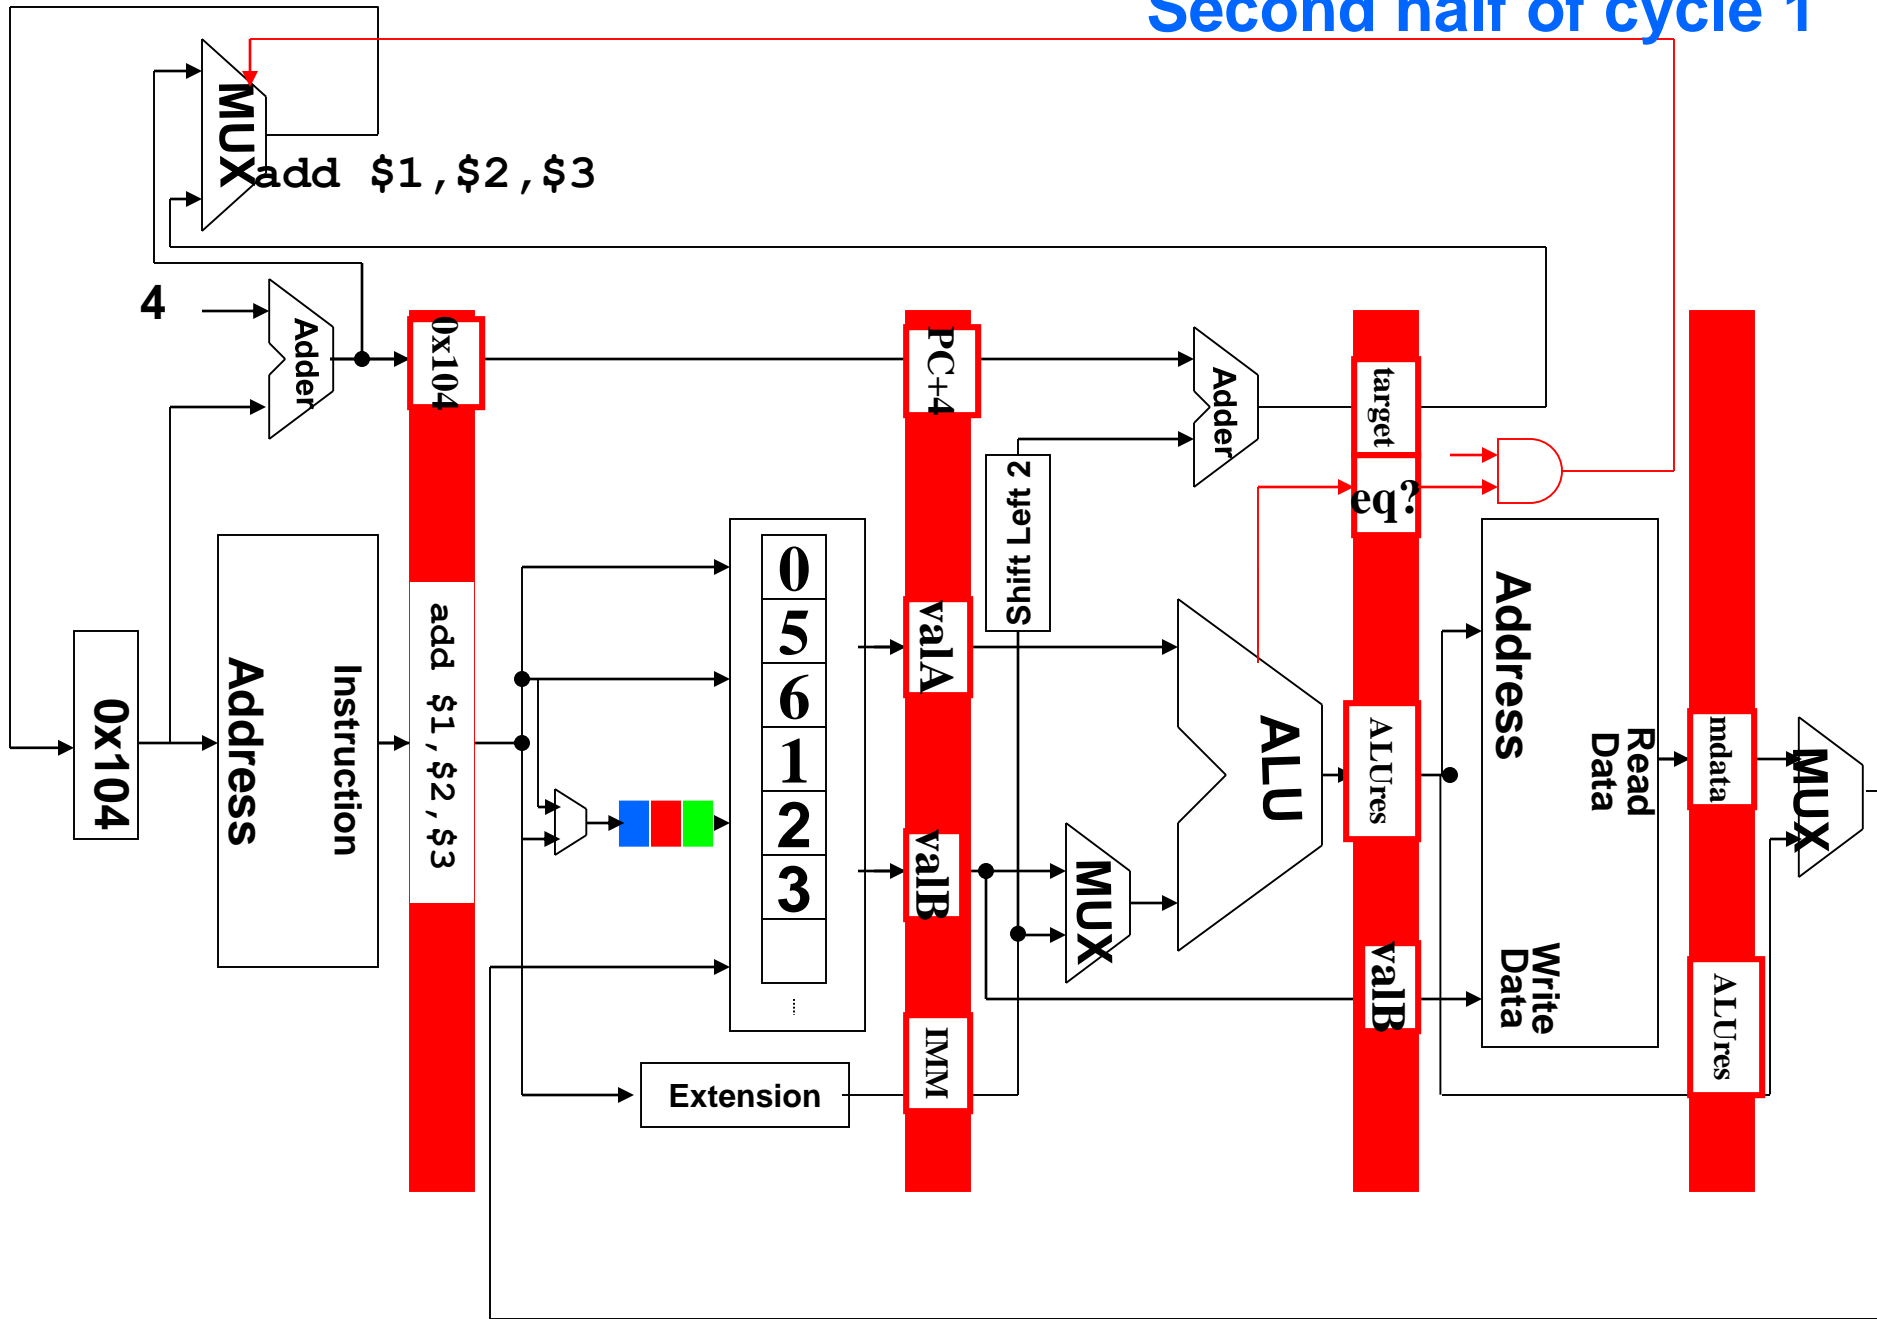 Second half of cycle 1
MUX
add $1,$2,$3
4
Adder
0x104
PC+4
Adder
target
eq?
Shift Left 2
0
5
6
1
2
3
.....
0x104
Address
Instruction
add $1,$2,$3
valA
valB
IMM
Extension
MUX
ALU
ALUres
valB
Address
Read
Data
Write
Data
mdata
ALUres
MUX